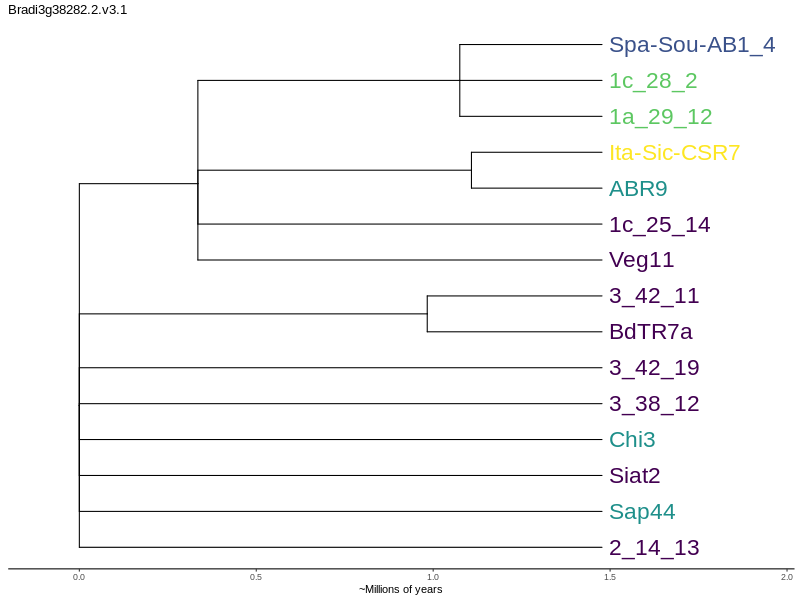 Bradi3g38282.2.v3.1
Spa-Sou-AB1_4
1c_28_2
1a_29_12
Ita-Sic-CSR7
ABR9
1c_25_14
Veg11
3_42_11
BdTR7a
3_42_19
3_38_12
Chi3
Siat2
Sap44
2_14_13
0.0 0.5 1.0 1.5 2.0
~Millions of years